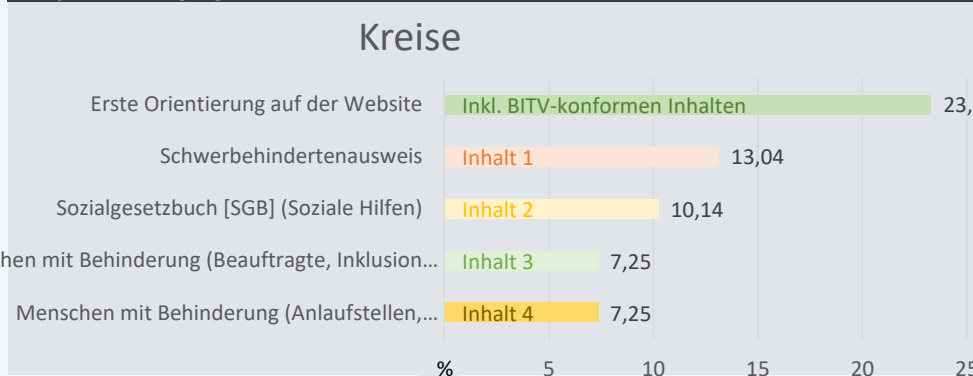 Kreise
Erste Orientierung auf der Website Inkl. BITV-konformen Inhalten 23,
Schwerbehindertenausweis Inhalt 1 13,04
Sozialgesetzbuch [SGB] (Soziale Hilfen) Inhalt 2 10,14
hen mit Behinderung (Beauftragte, Inklusion... Inhalt 3 7,25
Menschen mit Behinderung (Anlaufstellen,... Inhalt 4 7,25
% 5 10 15 20 25